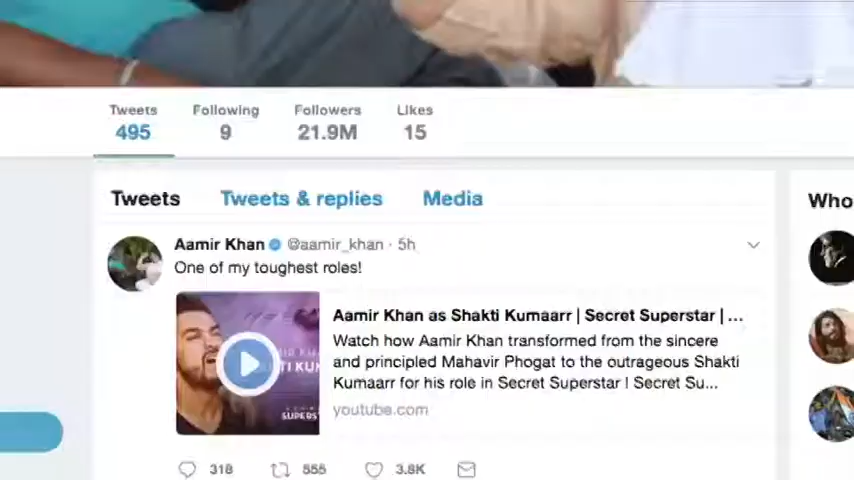 Tweets Following Followers Likes
495 9 21.9M 15
Tweets Tweets & replies Media
Who
Aamir Khan @aamir_khan · 5h
One of my toughest roles!
Aamir Khan as Shakti Kumaarr | Secret Superstar | ...
Watch how Aamir Khan transformed from the sincere
and principled Mahavir Phogat to the outrageous Shakti
Kumaarr for his role in Secret Superstar ! Secret Su...
youtube.com
318 555 3.8K